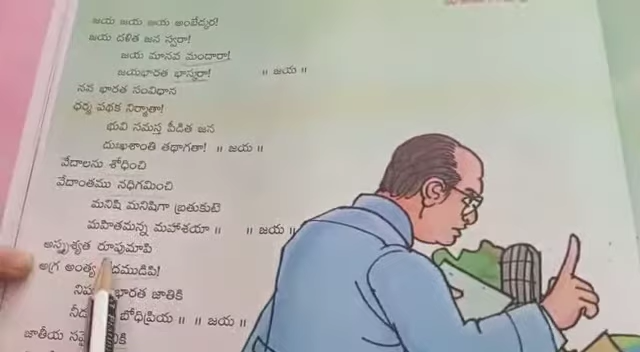 జయ జయ జయ అంబేద్కర!
జయ దళిత జన స్వరా!
జయ మానవ మందారా!
జయభారత భాస్వరా! ॥ జయ ॥
నవ భారత సంవిధాన
ధర్మ పథక నిర్మాతా!
భువి సమస్త పీడిత జన
దుఃఖశాంతి తథాగతా! ॥ జయ ॥
వేదాలను శోధించి
వేదాంతము నధిగమించి
మనిషి మనిషిగా బ్రతుకుటె
మహితమన్న మహాశయా ॥ ॥ జయ ॥
అస్పృశ్యత రూపుమాపి
అగ్ర అంత్య
భారత జాతికి
బోధిప్రియ ॥ ॥ జయ ॥
జాతీయ